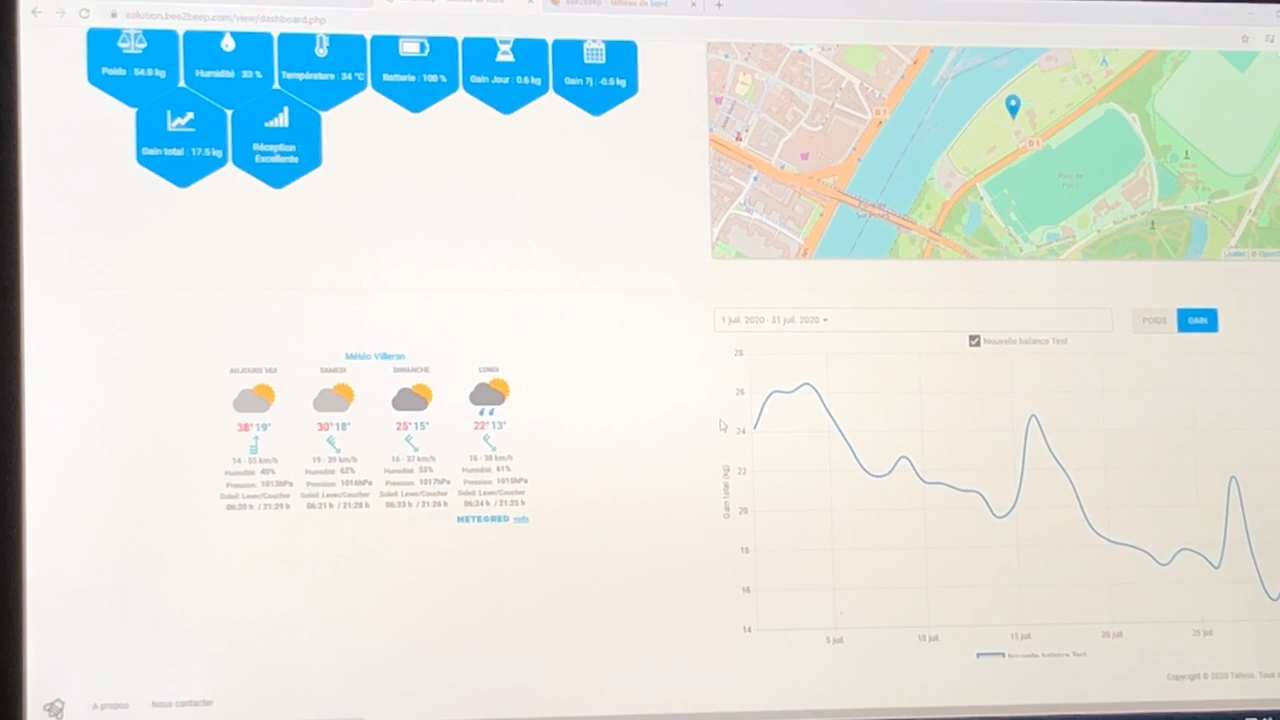 solution.bee2beep.com/view/dashboard.php
Poids : 54.8 kg
Humidité : 33 %
Température : 34 °C
Batterie : 100 %
Gain Jour : 0.6 kg
Gain 7j : -0.5 kg
Gain total : 17.5 kg
Réception :
Excellente
D 7
D 1
1 juil. 2020 - 31 juil. 2020
POIDS
GAIN
Nouvelle balance Test
Météo Villeron
AUJOURD'HUI
SAMEDI
DIMANCHE
LUNDI
38° 19°
30° 18°
25° 15°
22° 13°
14 - 55 km/h
19 - 39 km/h
16 - 37 km/h
16 - 38 km/h
Humidité: 40%
Humidité: 62%
Humidité: 55%
Humidité: 61%
Pression: 1013hPa
Pression: 1016hPa
Pression: 1017hPa
Pression: 1015hPa
Soleil: Lever/Coucher
Soleil: Lever/Coucher
Soleil: Lever/Coucher
Soleil: Lever/Coucher
06:20 h / 21:29 h
06:21 h / 21:28 h
06:23 h / 21:26 h
06:24 h / 21:25 h
METEORED
Gain total (kg)
28
26
24
22
20
18
16
14
5 juil.
10 juil.
15 juil.
20 juil.
25 juil.
Nouvelle balance Test
A propos
Nous contacter
Copyright © 2020